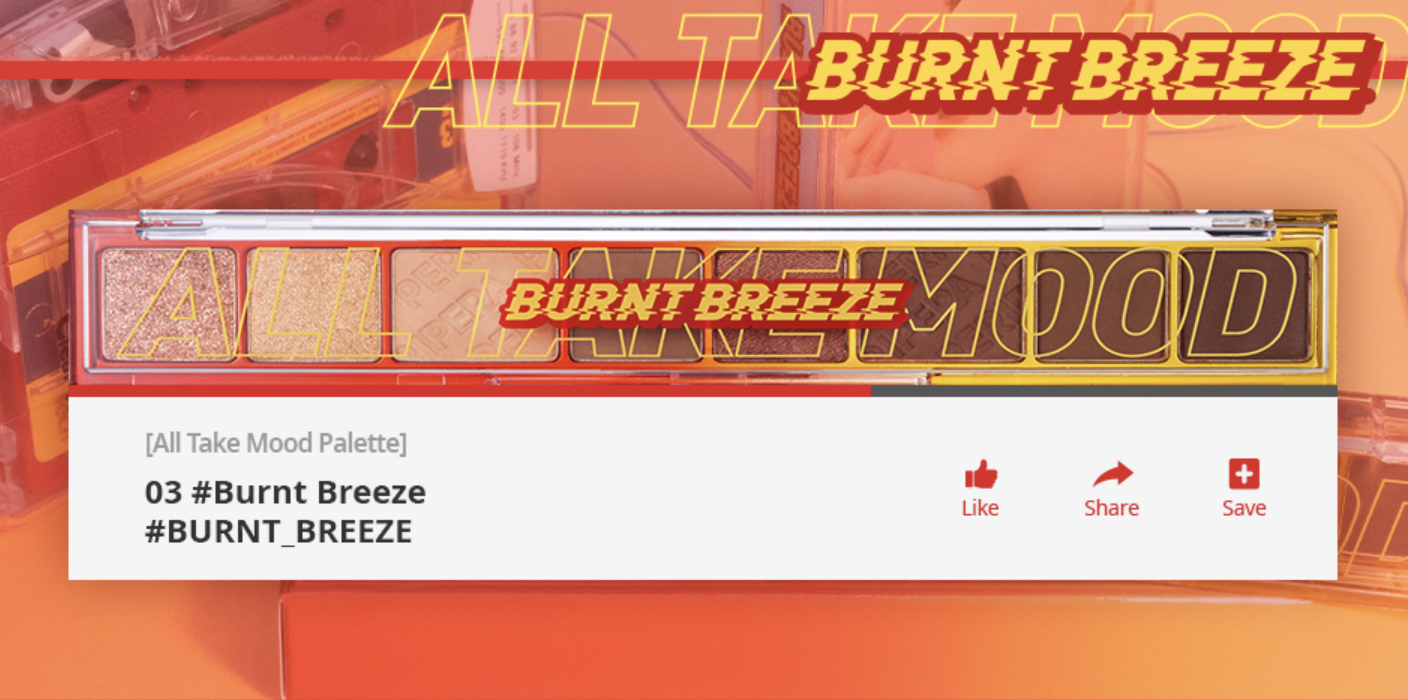 ALL TAKE MOOD
BURNT BREEZE
ALL TAKE MOOD
BURNT BREEZE
[All Take Mood Palette]
03 #Burnt Breeze
#BURNT_BREEZE
Like
Share
Save